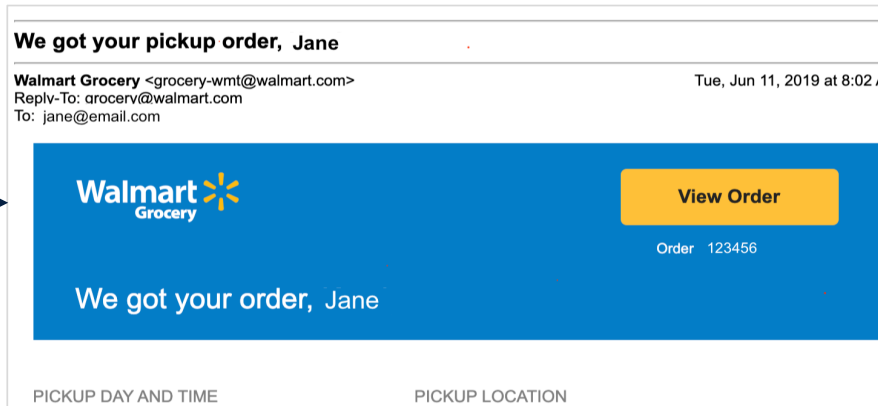 We got your pickup order, Jane
Walmart Grocery <grocery-wmt@walmart.com>
Tue, Jun 11, 2019 at 8:02
Reply-To: grocery@walmart.com
To: jane@email.com
Walmart
Grocery
View Order
Order 123456
We got your order, Jane
PICKUP DAY AND TIME
PICKUP LOCATION